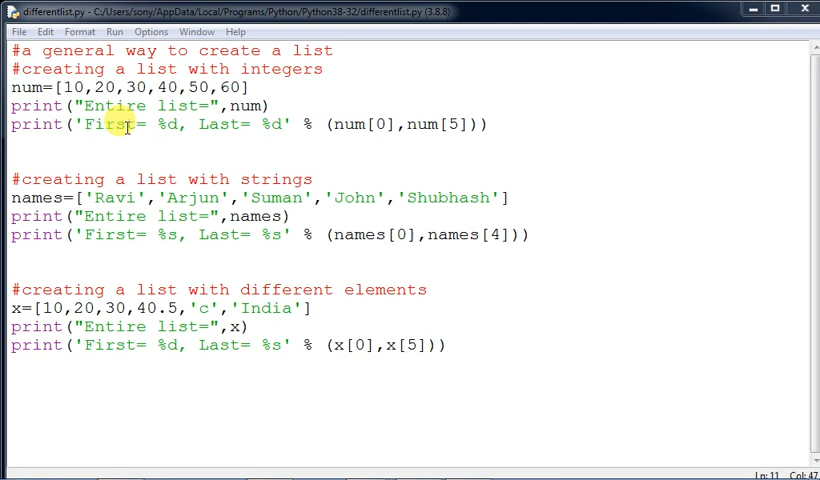 differentlist.py - C:/Users/sony/AppData/Local/Programs/Python/Python38-32/differentlist.py (3.8.8)
File Edit Format Run Options Window Help
#a general way to create a list
#creating a list with integers
num=[10,20,30,40,50,60]
print("Entire list=",num)
print('First= %d, Last= %d' % (num[0],num[5]))
#creating a list with strings
names=['Ravi','Arjun','Suman','John','Shubhash']
print("Entire list=",names)
print('First= %s, Last= %s' % (names[0],names[4]))
#creating a list with different elements
x=[10,20,30,40.5,'c','India']
print("Entire list=",x)
print('First= %d, Last= %s' % (x[0],x[5]))
Ln: 11 Col: 47